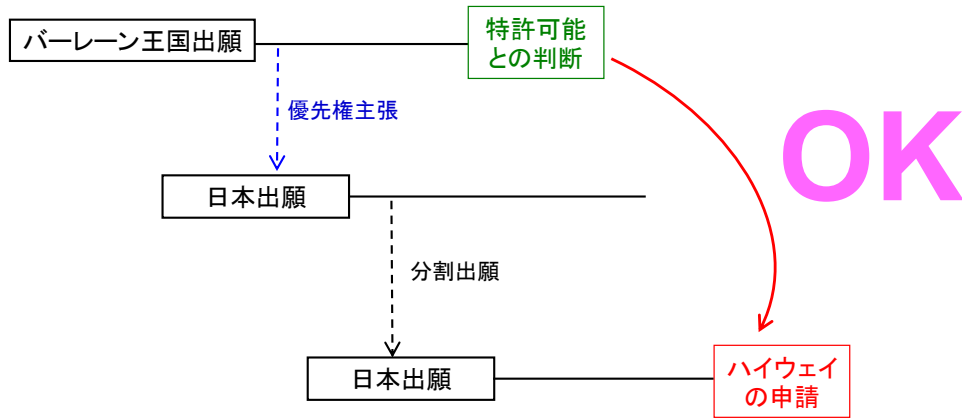 バーレーン王国出願
特許可能
との判断
優先権主張
OK
日本出願
分割出願
日本出願
ハイウェイ
の申請